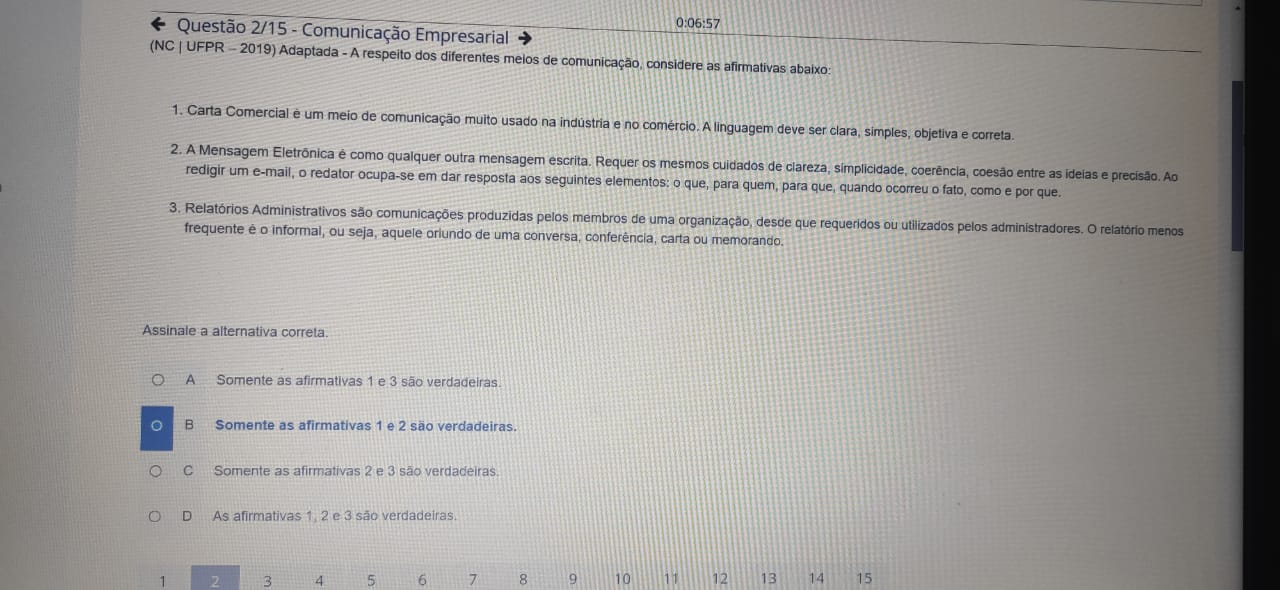 ← Questão 2/15 - Comunicação Empresarial →
0:06:57
(NC | UFPR – 2019) Adaptada - A respeito dos diferentes meios de comunicação, considere as afirmativas abaixo:
1. Carta Comercial é um meio de comunicação muito usado na indústria e no comércio. A linguagem deve ser clara, simples, objetiva e correta.
2. A Mensagem Eletrônica é como qualquer outra mensagem escrita. Requer os mesmos cuidados de clareza, simplicidade, coerência, coesão entre as ideias e precisão. Ao
redigir um e-mail, o redator ocupa-se em dar resposta aos seguintes elementos: o que, para quem, para que, quando ocorreu o fato, como e por que.
3. Relatórios Administrativos são comunicações produzidas pelos membros de uma organização, desde que requeridos ou utilizados pelos administradores. O relatório menos
frequente é o informal, ou seja, aquele oriundo de uma conversa, conferência, carta ou memorando.
Assinale a alternativa correta.
A Somente as afirmativas 1 e 3 são verdadeiras.
B Somente as afirmativas 1 e 2 são verdadeiras.
C Somente as afirmativas 2 e 3 são verdadeiras.
D As afirmativas 1, 2 e 3 são verdadeiras.
1 2 3 4 5 6 7 8 9 10 11 12 13 14 15